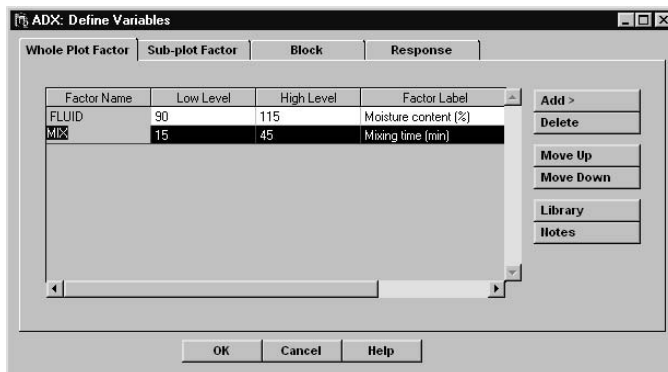 ADX: Define Variables
Whole Plot Factor Sub-plot Factor Block Response
Factor Name Low Level High Level Factor Label
FLUID 90 115 Moisture content (%)
MIX 15 45 Mixing time (min)
Add >
Delete
Move Up
Move Down
Library
Notes
OK Cancel Help